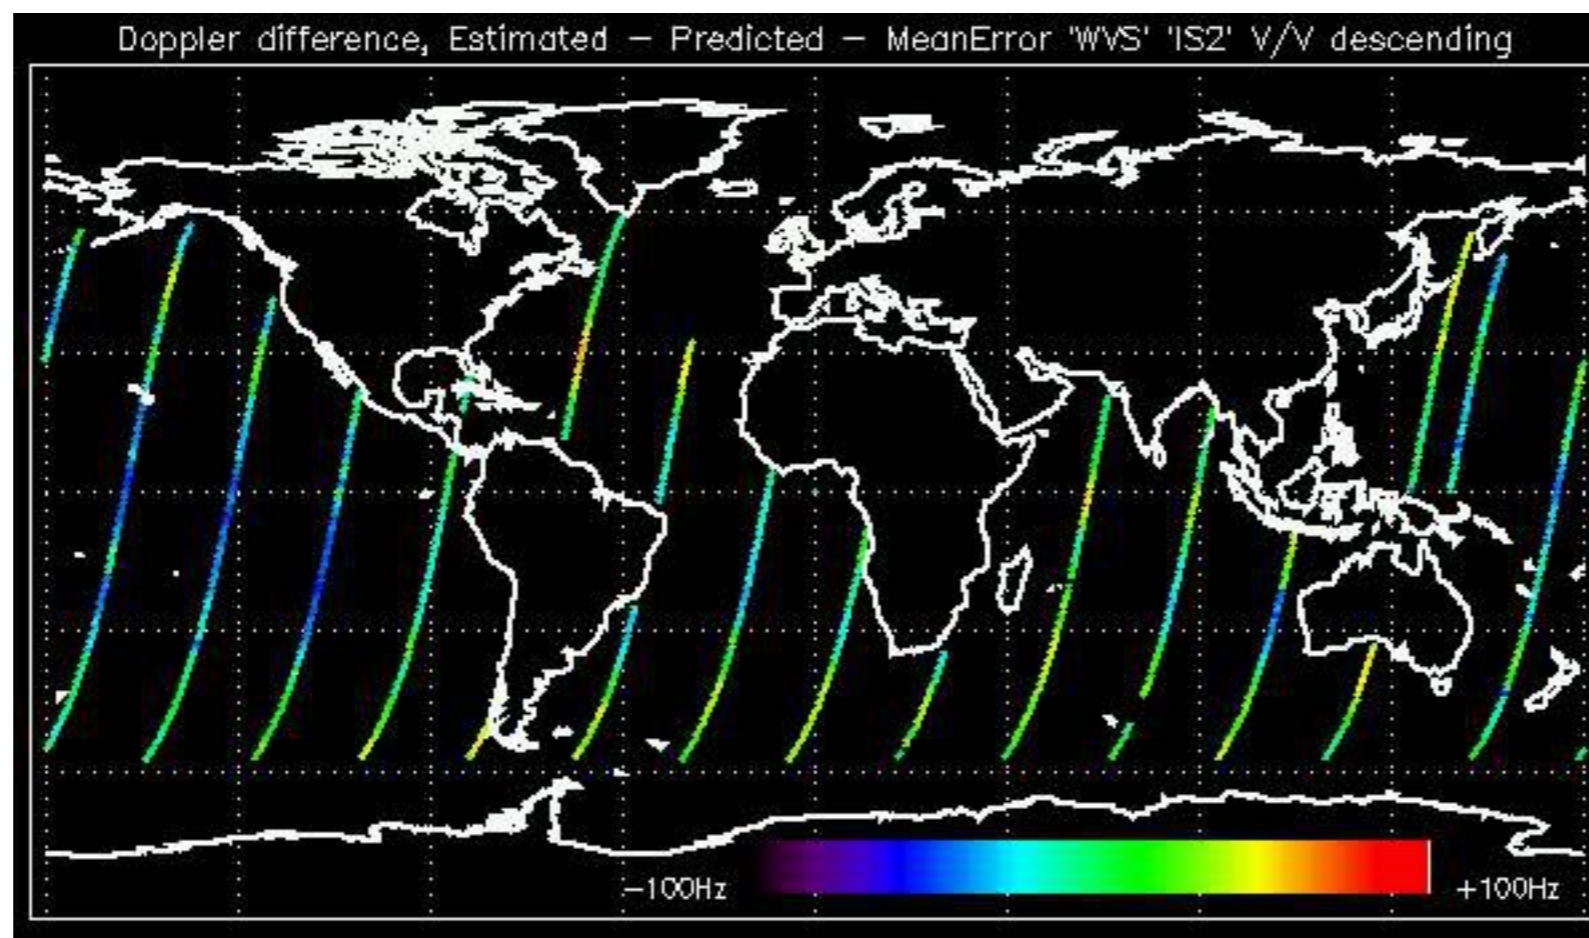 Doppler difference, Estimated – Predicted – MeanError 'WVS' 'IS2' V/V descending
–100Hz +100Hz